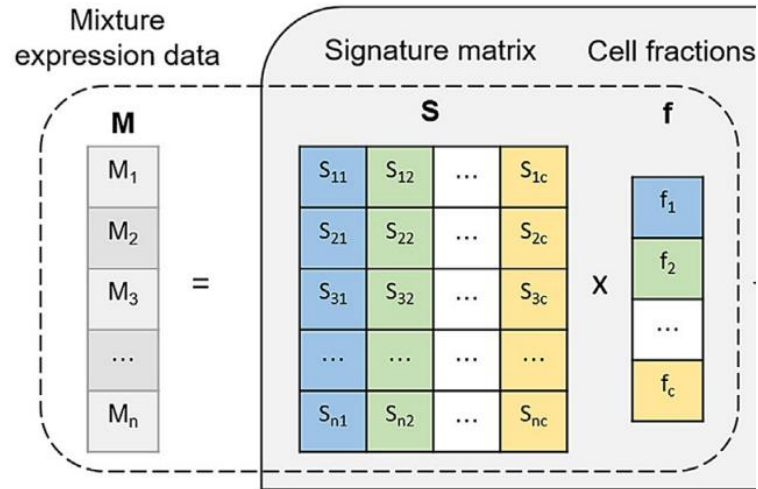 Mixture
expression data
Signature matrix
Cell fractions
M
S
f
M₁
M₂
M₃
...
Mₙ
=
S₁₁ S₁₂ ... S₁c
S₂₁ S₂₂ ... S₂c
S₃₁ S₃₂ ... S₃c
... ... ... ...
Sₙ₁ Sₙ₂ ... Sₙc
x
f₁
f₂
...
fc